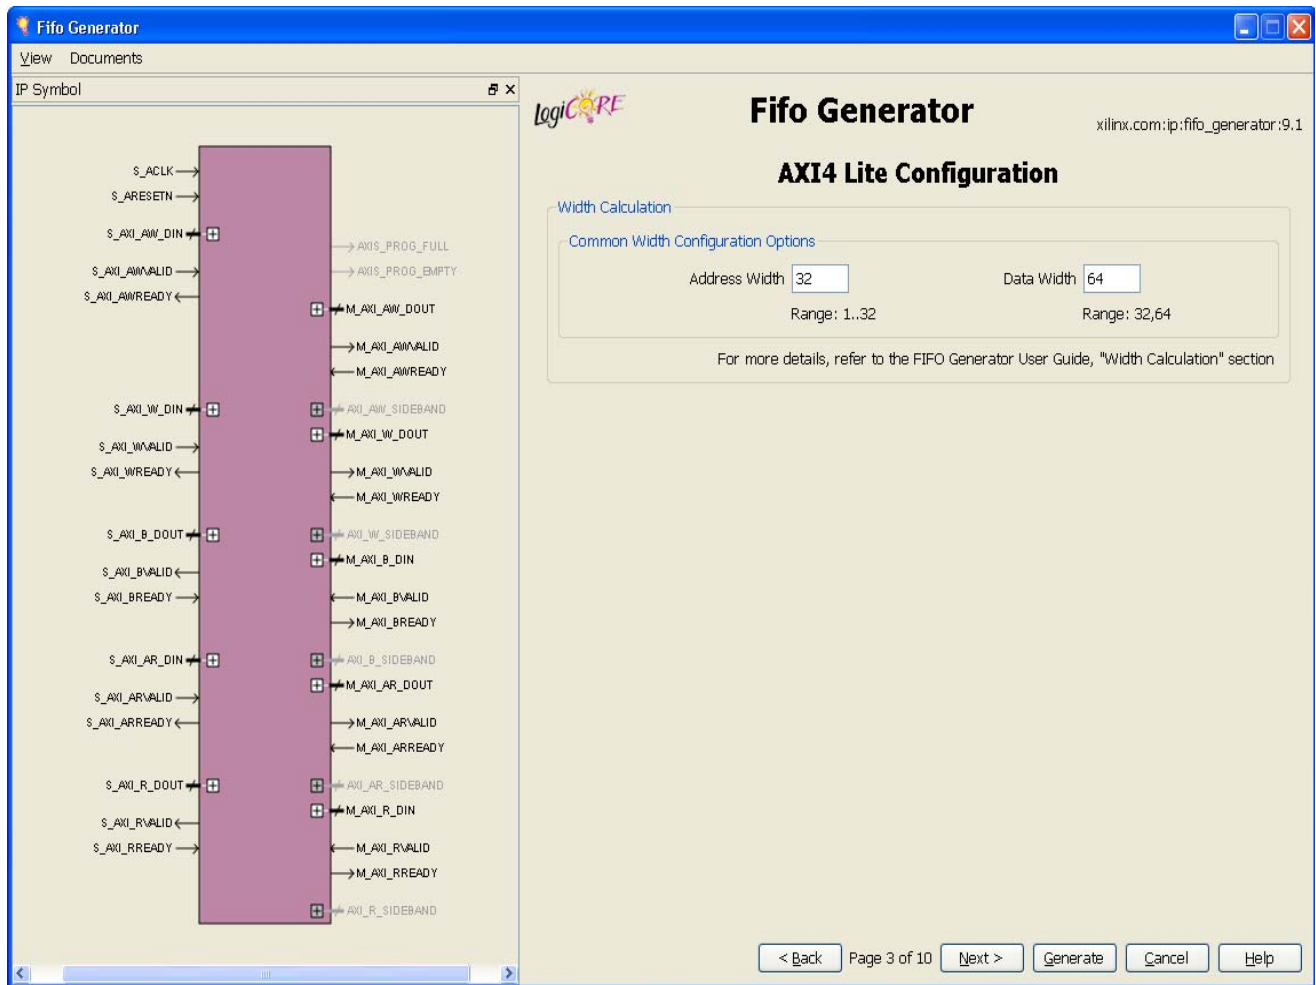 Fifo Generator
View Documents
IP Symbol
S_ACLK
S_ARESETN
S_AXI_AW_DIN
AXIS_PROG_FULL
S_AXI_AWVALID
AXIS_PROG_EMPTY
S_AXI_AWREADY
M_AXI_AW_DOUT
M_AXI_AWVALID
M_AXI_AWREADY
S_AXI_W_DIN
AXI_AW_SIDEBAND
M_AXI_W_DOUT
S_AXI_WVALID
S_AXI_WREADY
M_AXI_WVALID
M_AXI_WREADY
S_AXI_B_DOUT
AXI_W_SIDEBAND
M_AXI_B_DIN
S_AXI_BVALID
S_AXI_BREADY
M_AXI_BVALID
M_AXI_BREADY
S_AXI_AR_DIN
AXI_B_SIDEBAND
M_AXI_AR_DOUT
S_AXI_ARVALID
S_AXI_ARREADY
M_AXI_ARVALID
M_AXI_ARREADY
S_AXI_R_DOUT
AXI_AR_SIDEBAND
M_AXI_R_DIN
S_AXI_RVALID
S_AXI_RREADY
M_AXI_RVALID
M_AXI_RREADY
AXI_R_SIDEBAND
LogiCORE
Fifo Generator
xilinx.com:ip:fifo_generator:9.1
AXI4 Lite Configuration
Width Calculation
Common Width Configuration Options
Address Width 32 Data Width 64
Range: 1..32 Range: 32,64
For more details, refer to the FIFO Generator User Guide, "Width Calculation" section
< Back Page 3 of 10 Next > Generate Cancel Help